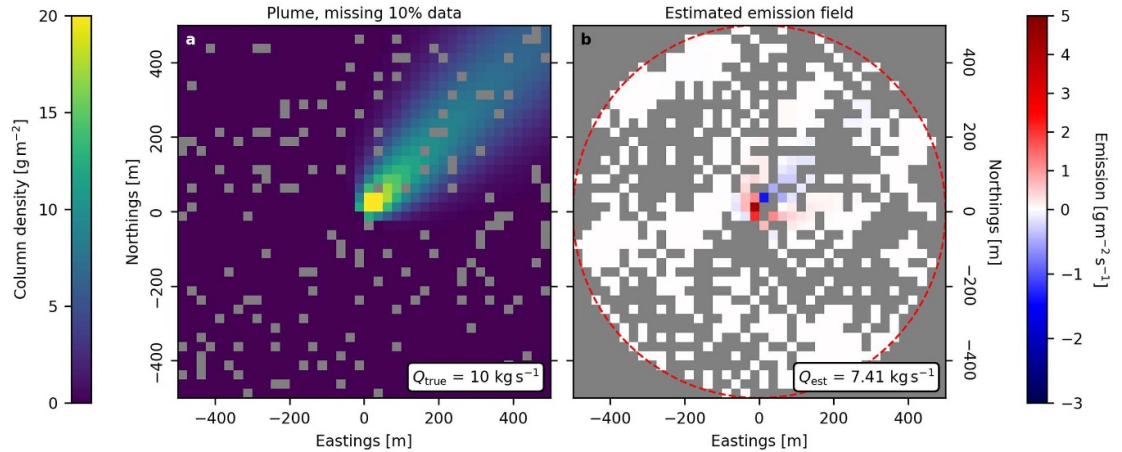 Plume, missing 10% data
Estimated emission field
a
b
20
15
10
5
0
Column density [gm⁻²]
400
200
0
−200
−400
Northings [m]
Q_true = 10 kg s⁻¹
−400 −200 0 200 400
Eastings [m]
400
200
0
−200
−400
Northings [m]
Q_est = 7.41 kg s⁻¹
−400 −200 0 200 400
Eastings [m]
5
4
3
2
1
0
−1
−2
−3
Emission [gm⁻² s⁻¹]